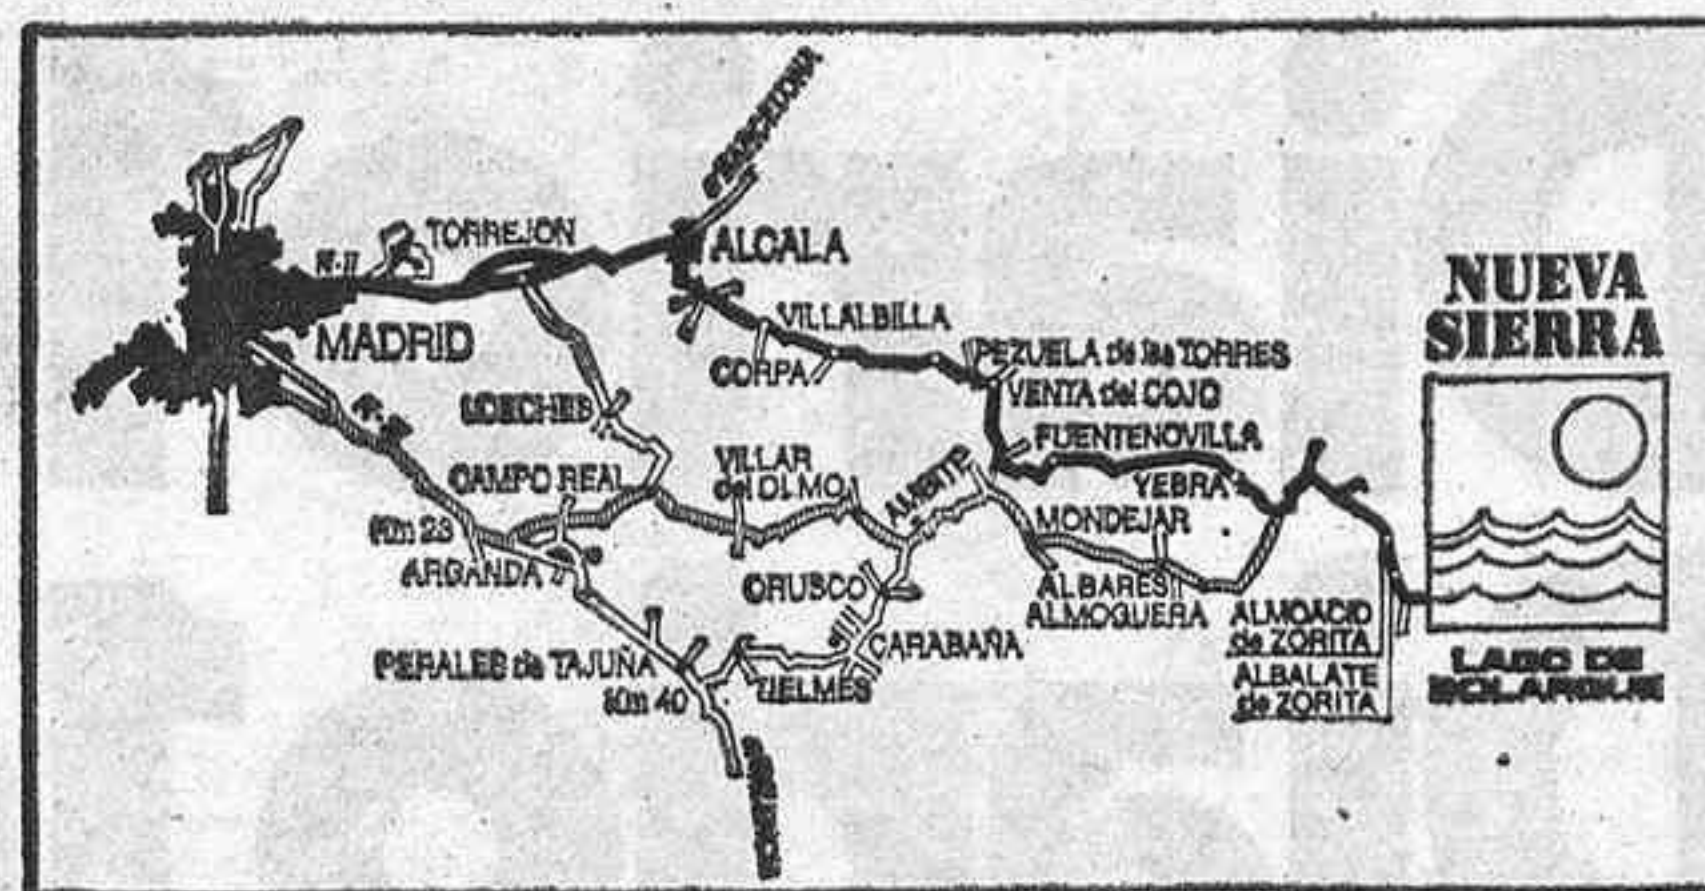 N-II
TORREJON
ALCALA
MADRID
VILLALBILLA
CORPA
PEZUELA de las TORRES
VENTA del COJO
LOECHES
FUENTENOVILLA
CAMPO REAL
VILLAR
del OLMO
YEBRA
AMBITE
MONDEJAR
Km 23
ARGANDA
ORUSCO
ALBARES
ALMOGUERA
ALMOACID
de ZORITA
CARABAÑA
PERALES de TAJUÑA
ALBALATE
de ZORITA
Km 40
TIELMES
NUEVA
SIERRA
LAGO DE
BOLARQUE